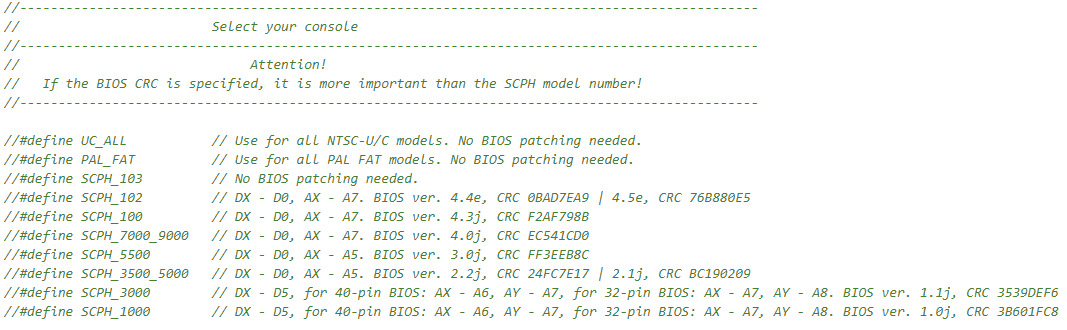 //------------------------------------------------------------------------------------------------
//                         Select your console
//------------------------------------------------------------------------------------------------
//                              Attention!
//   If the BIOS CRC is specified, it is more important than the SCPH model number!
//------------------------------------------------------------------------------------------------
//#define UC_ALL           // Use for all NTSC-U/C models. No BIOS patching needed.
//#define PAL_FAT          // Use for all PAL FAT models. No BIOS patching needed.
//#define SCPH_103         // No BIOS patching needed.
//#define SCPH_102         // DX - D0, AX - A7. BIOS ver. 4.4e, CRC 0BAD7EA9 | 4.5e, CRC 76B880E5
//#define SCPH_100         // DX - D0, AX - A7. BIOS ver. 4.3j, CRC F2AF798B
//#define SCPH_7000_9000   // DX - D0, AX - A7. BIOS ver. 4.0j, CRC EC541CD0
//#define SCPH_5500        // DX - D0, AX - A5. BIOS ver. 3.0j, CRC FF3EEB8C
//#define SCPH_3500_5000   // DX - D0, AX - A5. BIOS ver. 2.2j, CRC 24FC7E17 | 2.1j, CRC BC190209
//#define SCPH_3000        // DX - D5, for 40-pin BIOS: AX - A6, AY - A7, for 32-pin BIOS: AX - A7, AY - A8. BIOS ver. 1.1j, CRC 3539DEF6
//#define SCPH_1000        // DX - D5, for 40-pin BIOS: AX - A6, AY - A7, for 32-pin BIOS: AX - A7, AY - A8. BIOS ver. 1.0j, CRC 3B601FC8